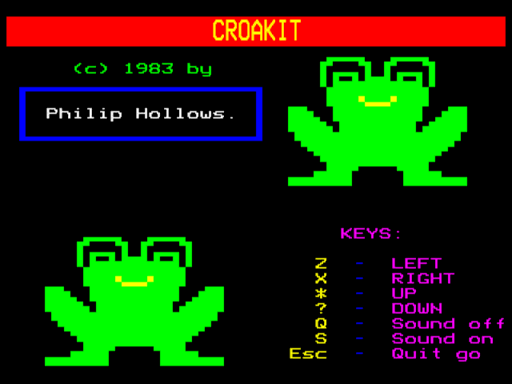 CROAKIT
(c) 1983 by
Philip Hollows.
KEYS:
Z - LEFT
X - RIGHT
* - UP
? - DOWN
Q - Sound off
S - Sound on
Esc - Quit go